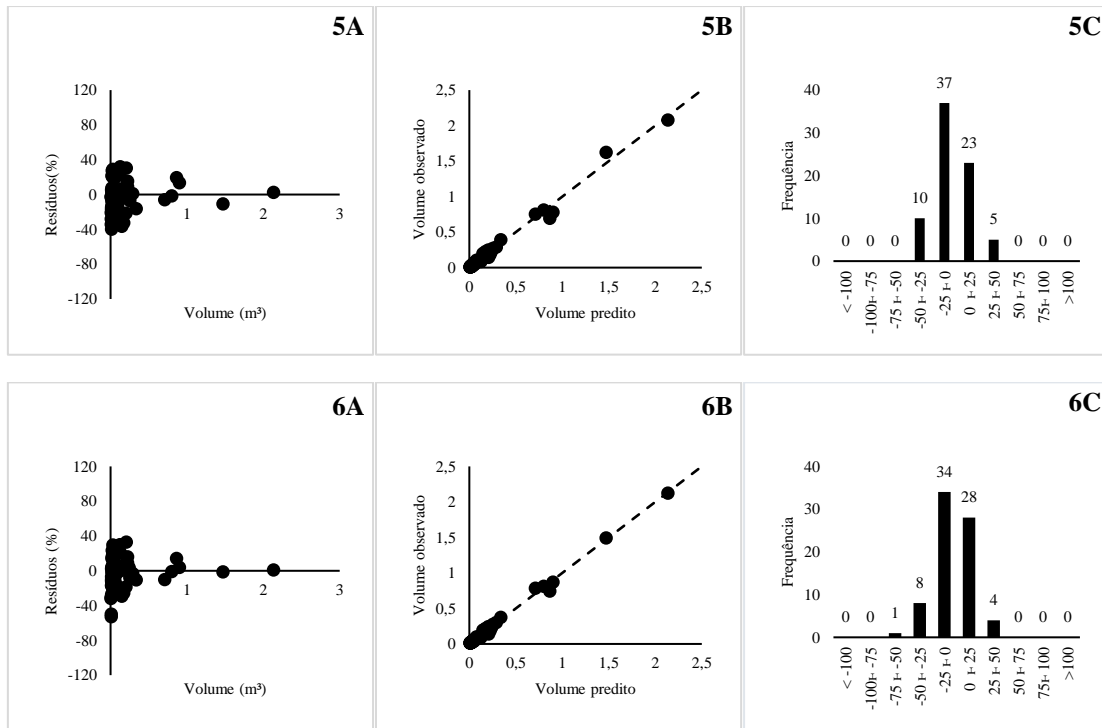 5A
120
80
40
0
-40
-80
-120
1
2
3
Resíduos(%)
Volume (m³)
5B
2,5
2
1,5
1
0,5
0
0
0,5
1
1,5
2
2,5
Volume observado
Volume predito
5C
40
30
20
10
0
Frequência
0
0
0
10
37
23
5
0
0
0
< -100
-100ı- -75
-75 ı- -50
-50 ı- -25
-25 ı- 0
0 ı- 25
25 ı- 50
50 ı- 75
75ı- 100
>100
6A
120
80
40
0
-40
-80
-120
1
2
3
Resíduos (%)
Volume (m³)
6B
2,5
2
1,5
1
0,5
0
0
0,5
1
1,5
2
2,5
Volume observado
Volume predito
6C
40
30
20
10
0
Frequência
0
0
1
8
34
28
4
0
0
0
< -100
-100ı- -75
-75 ı- -50
-50 ı- -25
-25 ı- 0
0 ı- 25
25 ı- 50
50 ı- 75
75ı- 100
>100